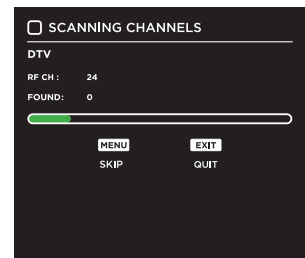 SCANNING CHANNELS
DTV
RF CH : 24
FOUND: 0
MENU EXIT
SKIP QUIT